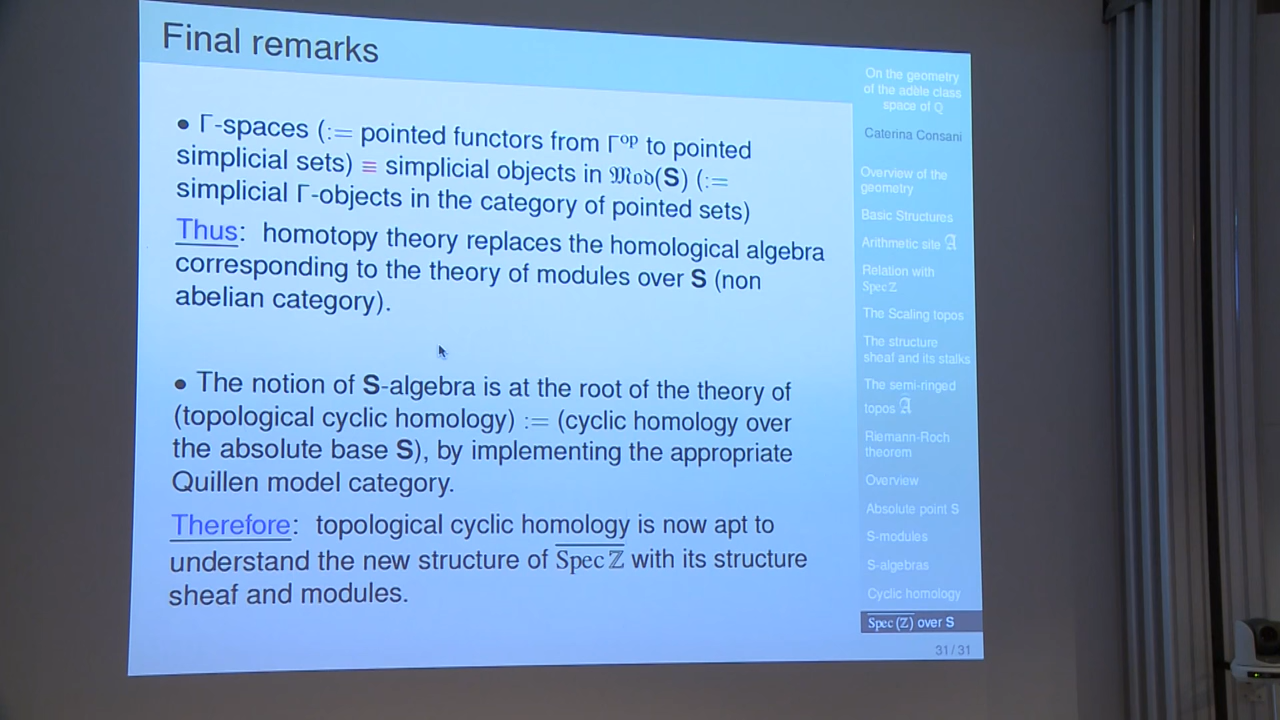 Final remarks
• Γ-spaces (:= pointed functors from Γᵒᵖ to pointed
simplicial sets) ≡ simplicial objects in 𝔐𝔬𝔡(S) (:=
simplicial Γ-objects in the category of pointed sets)
Thus: homotopy theory replaces the homological algebra
corresponding to the theory of modules over S (non
abelian category).
• The notion of S-algebra is at the root of the theory of
(topological cyclic homology) := (cyclic homology over
the absolute base S), by implementing the appropriate
Quillen model category.
Therefore: topological cyclic homology is now apt to
understand the new structure of \overline{Spec ℤ} with its structure
sheaf and modules.
On the geometry
of the adèle class
space of ℚ
Caterina Consani
Overview of the
geometry
Basic Structures
Arithmetic site 𝔄
Relation with
Spec ℤ
The Scaling topos
The structure
sheaf and its stalks
The semi-ringed
topos 𝔄
Riemann-Roch
theorem
Overview
Absolute point S
S-modules
S-algebras
Cyclic homology
\overline{Spec (ℤ)} over S
31 / 31